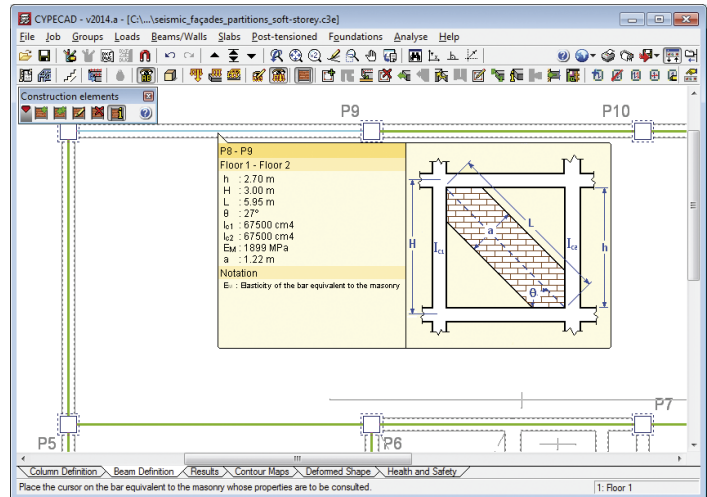 CYPECAD - v2014.a - [C:\...\seismic_façades_partitions_soft-storey.c3e]
File Job Groups Loads Beams/Walls Slabs Post-tensioned Foundations Analyse Help
Construction elements
P9
P10
P8 - P9
Floor 1 - Floor 2
h : 2.70 m
H : 3.00 m
L : 5.95 m
θ : 27°
Ic1 : 67500 cm4
Ic2 : 67500 cm4
EM : 1899 MPa
a : 1.22 m
Notation
EM : Elasticity of the bar equivalent to the masonry
L
a
H
IC1
IC2
h
θ
P7
P5
P6
Column Definition Beam Definition Results Contour Maps Deformed Shape Health and Safety
Place the cursor on the bar equivalent to the masonry whose properties are to be consulted.
1: Floor 1